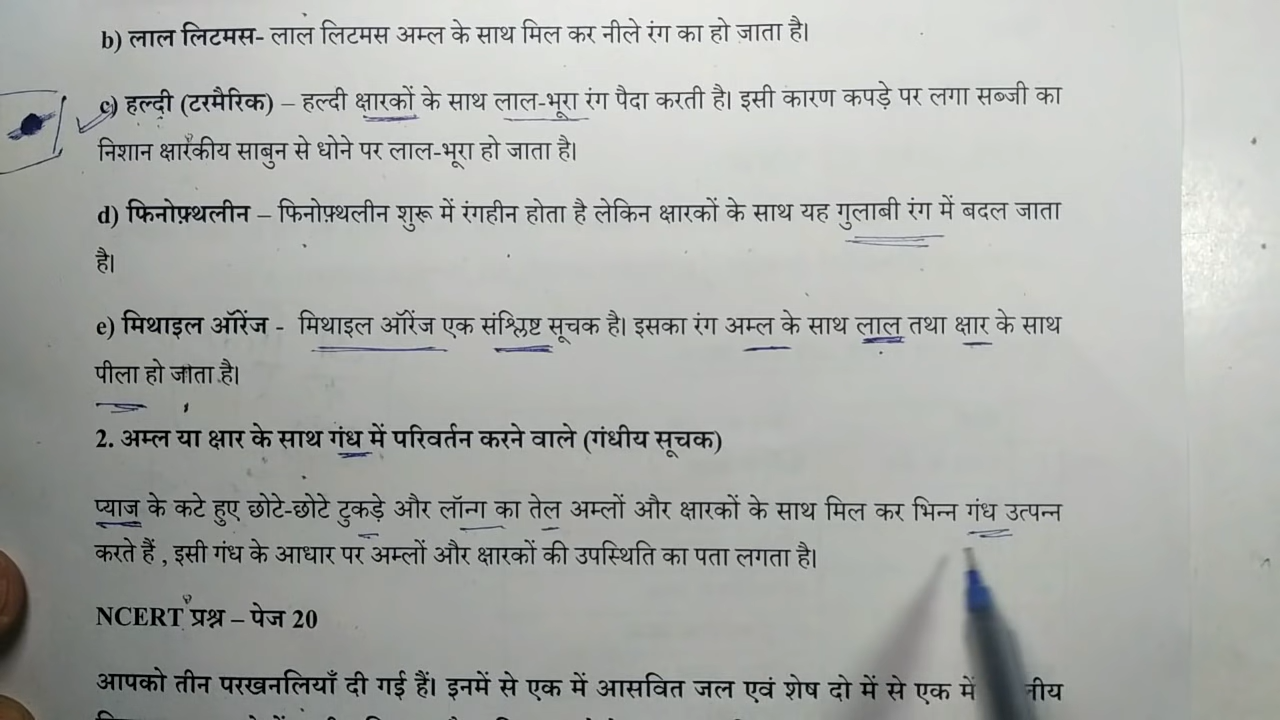 b) लाल लिटमस- लाल लिटमस अम्ल के साथ मिल कर नीले रंग का हो जाता है।
c) हल्दी (टरमैरिक) – हल्दी क्षारकों के साथ लाल-भूरा रंग पैदा करती है। इसी कारण कपड़े पर लगा सब्जी का
निशान क्षारकीय साबुन से धोने पर लाल-भूरा हो जाता है।
d) फिनोफ़्थलीन – फिनोफ़्थलीन शुरू में रंगहीन होता है लेकिन क्षारकों के साथ यह गुलाबी रंग में बदल जाता
है।
e) मिथाइल ऑरेंज - मिथाइल ऑरेंज एक संश्लिष्ट सूचक है। इसका रंग अम्ल के साथ लाल तथा क्षार के साथ
पीला हो जाता है।
2. अम्ल या क्षार के साथ गंध में परिवर्तन करने वाले (गंधीय सूचक)
प्याज के कटे हुए छोटे-छोटे टुकड़े और लॉन्ग का तेल अम्लों और क्षारकों के साथ मिल कर भिन्न गंध उत्पन्न
करते हैं , इसी गंध के आधार पर अम्लों और क्षारकों की उपस्थिति का पता लगता है।
NCERT प्रश्न – पेज 20
आपको तीन परखनलियाँ दी गई हैं। इनमें से एक में आसवित जल एवं शेष दो में से एक में